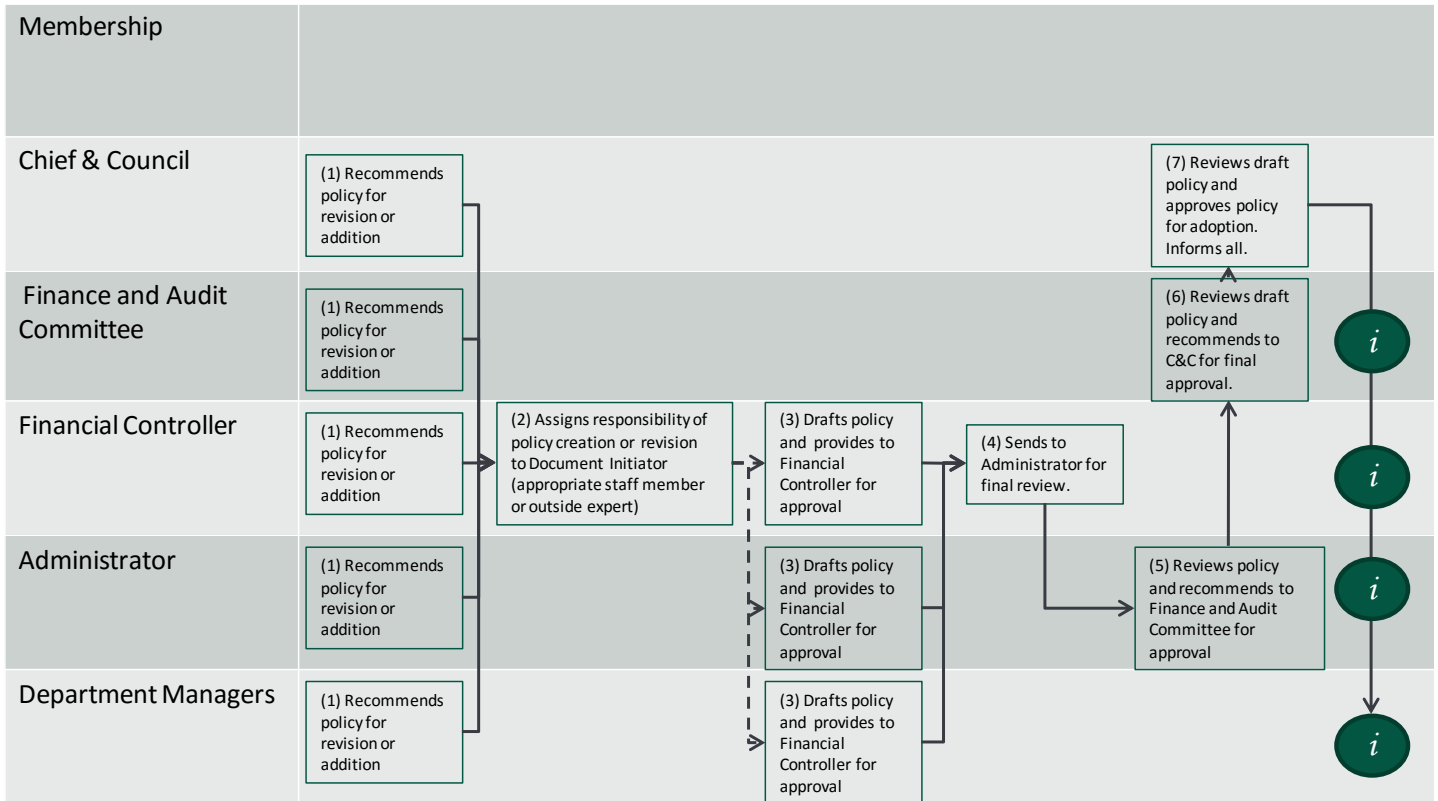 Membership
Chief & Council
(1) Recommends
policy for
revision or
addition
(7) Reviews draft
policy and
approves policy
for adoption.
Informs all.
Finance and Audit
Committee
(1) Recommends
policy for
revision or
addition
(6) Reviews draft
policy and
recommends to
C&C for final
approval.
i
Financial Controller
(1) Recommends
policy for
revision or
addition
(2) Assigns responsibility of
policy creation or revision
to Document Initiator
(appropriate staff member
or outside expert)
(3) Drafts policy
and provides to
Financial
Controller for
approval
(4) Sends to
Administrator for
final review.
i
Administrator
(1) Recommends
policy for
revision or
addition
(3) Drafts policy
and provides to
Financial
Controller for
approval
(5) Reviews policy
and recommends to
Finance and Audit
Committee for
approval
i
Department Managers
(1) Recommends
policy for
revision or
addition
(3) Drafts policy
and provides to
Financial
Controller for
approval
i